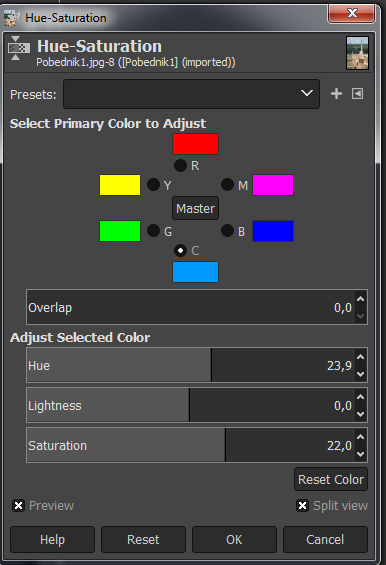 Hue-Saturation
Hue-Saturation
Pobednik1.jpg-8 ([Pobednik1] (imported))
Presets:
Select Primary Color to Adjust
R
Y
M
Master
G
B
C
Overlap 0,0
Adjust Selected Color
Hue 23,9
Lightness 0,0
Saturation 22,0
Reset Color
Preview
Split view
Help
Reset
OK
Cancel